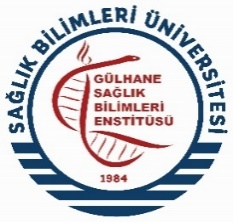 SAĞLIK BİLİMLERİ ÜNİVERSİTESİ
GÜLHANE
SAĞLIK
BİLİMLERİ
ENSTİTÜSÜ
1984